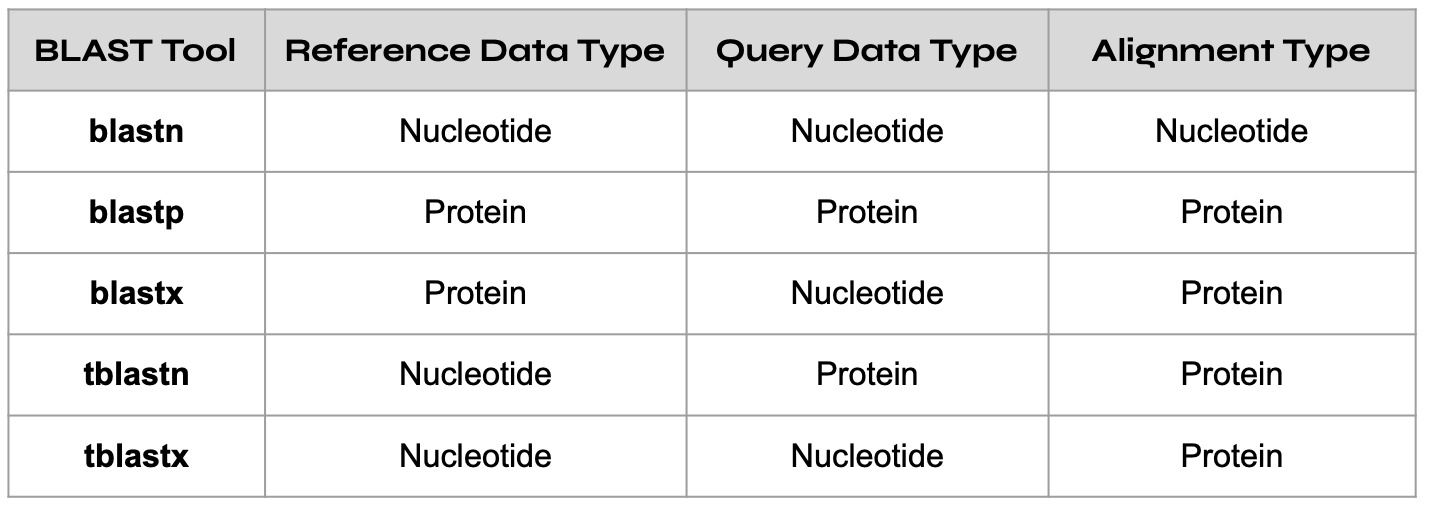 BLAST Tool Reference Data Type Query Data Type Alignment Type
blastn Nucleotide Nucleotide Nucleotide
blastp Protein Protein Protein
blastx Protein Nucleotide Protein
tblastn Nucleotide Protein Protein
tblastx Nucleotide Nucleotide Protein